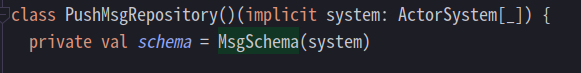 class PushMsgRepository()(implicit system: ActorSystem[_]) {
private val schema = MsgSchema(system)